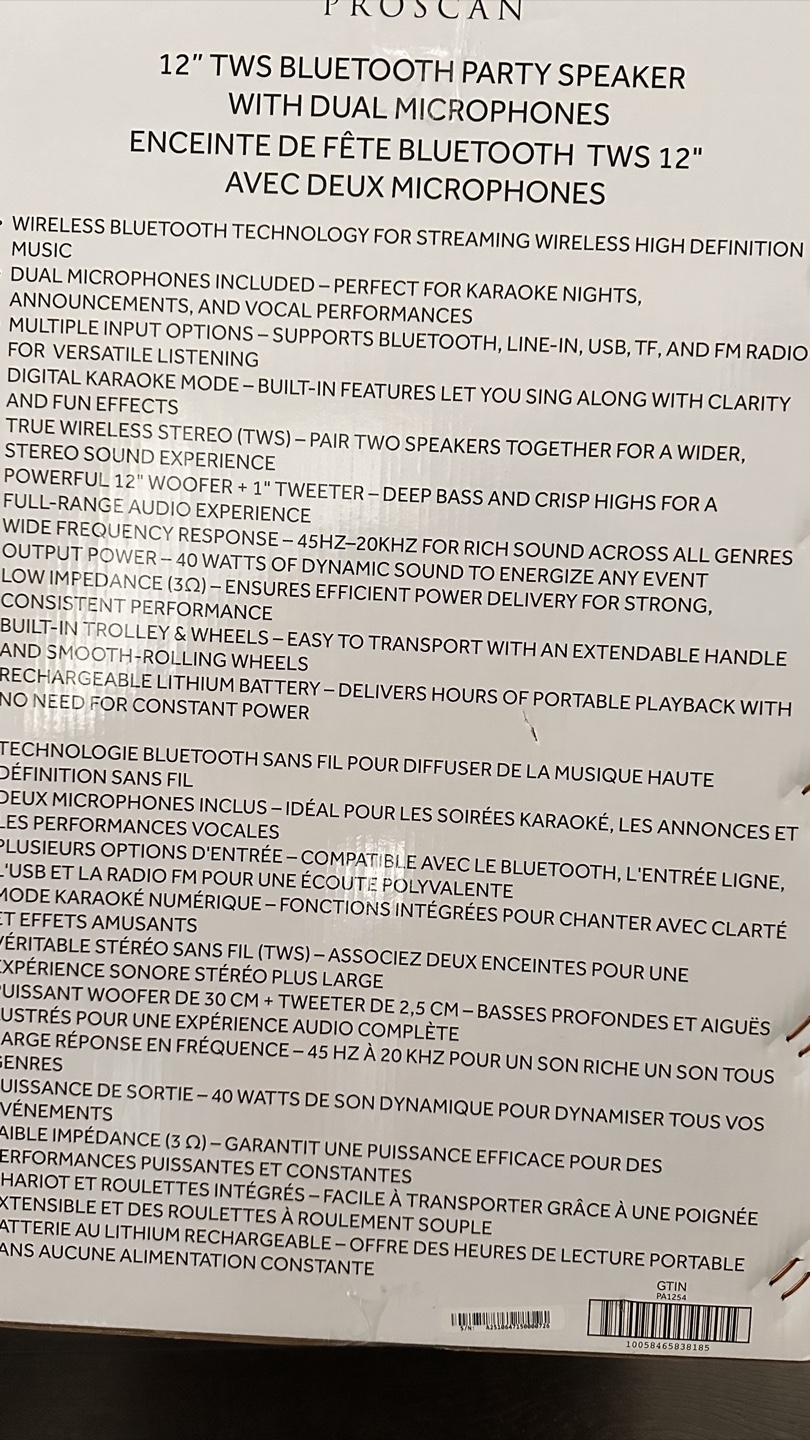 PROSCAN
12" TWS BLUETOOTH PARTY SPEAKER
WITH DUAL MICROPHONES
ENCEINTE DE FÊTE BLUETOOTH TWS 12"
AVEC DEUX MICROPHONES
WIRELESS BLUETOOTH TECHNOLOGY FOR STREAMING WIRELESS HIGH DEFINITION
MUSIC
DUAL MICROPHONES INCLUDED – PERFECT FOR KARAOKE NIGHTS,
ANNOUNCEMENTS, AND VOCAL PERFORMANCES
MULTIPLE INPUT OPTIONS – SUPPORTS BLUETOOTH, LINE-IN, USB, TF, AND FM RADIO
FOR VERSATILE LISTENING
DIGITAL KARAOKE MODE – BUILT-IN FEATURES LET YOU SING ALONG WITH CLARITY
AND FUN EFFECTS
TRUE WIRELESS STEREO (TWS) – PAIR TWO SPEAKERS TOGETHER FOR A WIDER,
STEREO SOUND EXPERIENCE
POWERFUL 12" WOOFER + 1" TWEETER – DEEP BASS AND CRISP HIGHS FOR A
FULL-RANGE AUDIO EXPERIENCE
WIDE FREQUENCY RESPONSE – 45HZ–20KHZ FOR RICH SOUND ACROSS ALL GENRES
OUTPUT POWER – 40 WATTS OF DYNAMIC SOUND TO ENERGIZE ANY EVENT
LOW IMPEDANCE (3Ω) – ENSURES EFFICIENT POWER DELIVERY FOR STRONG,
CONSISTENT PERFORMANCE
BUILT-IN TROLLEY & WHEELS – EASY TO TRANSPORT WITH AN EXTENDABLE HANDLE
AND SMOOTH-ROLLING WHEELS
RECHARGEABLE LITHIUM BATTERY – DELIVERS HOURS OF PORTABLE PLAYBACK WITH
NO NEED FOR CONSTANT POWER
TECHNOLOGIE BLUETOOTH SANS FIL POUR DIFFUSER DE LA MUSIQUE HAUTE
DÉFINITION SANS FIL
DEUX MICROPHONES INCLUS – IDÉAL POUR LES SOIRÉES KARAOKÉ, LES ANNONCES ET
LES PERFORMANCES VOCALES
PLUSIEURS OPTIONS D'ENTRÉE – COMPATIBLE AVEC LE BLUETOOTH, L'ENTRÉE LIGNE,
L'USB ET LA RADIO FM POUR UNE ÉCOUTE POLYVALENTE
MODE KARAOKÉ NUMÉRIQUE – FONCTIONS INTÉGRÉES POUR CHANTER AVEC CLARTÉ
ET EFFETS AMUSANTS
VÉRITABLE STÉRÉO SANS FIL (TWS) – ASSOCIEZ DEUX ENCEINTES POUR UNE
EXPÉRIENCE SONORE STÉRÉO PLUS LARGE
UISSANT WOOFER DE 30 CM + TWEETER DE 2,5 CM – BASSES PROFONDES ET AIGUËS
USTRÉS POUR UNE EXPÉRIENCE AUDIO COMPLÈTE
ARGE RÉPONSE EN FRÉQUENCE – 45 HZ À 20 KHZ POUR UN SON RICHE UN SON TOUS
GENRES
UISSANCE DE SORTIE – 40 WATTS DE SON DYNAMIQUE POUR DYNAMISER TOUS VOS
VÉNEMENTS
AIBLE IMPÉDANCE (3 Ω) – GARANTIT UNE PUISSANCE EFFICACE POUR DES
ERFORMANCES PUISSANTES ET CONSTANTES
HARIOT ET ROULETTES INTÉGRÉS – FACILE À TRANSPORTER GRÂCE À UNE POIGNÉE
XTENSIBLE ET DES ROULETTES À ROULEMENT SOUPLE
ATTERIE AU LITHIUM RECHARGEABLE – OFFRE DES HEURES DE LECTURE PORTABLE
ANS AUCUNE ALIMENTATION CONSTANTE
GTIN
PA1254
S/N:
10058465838185